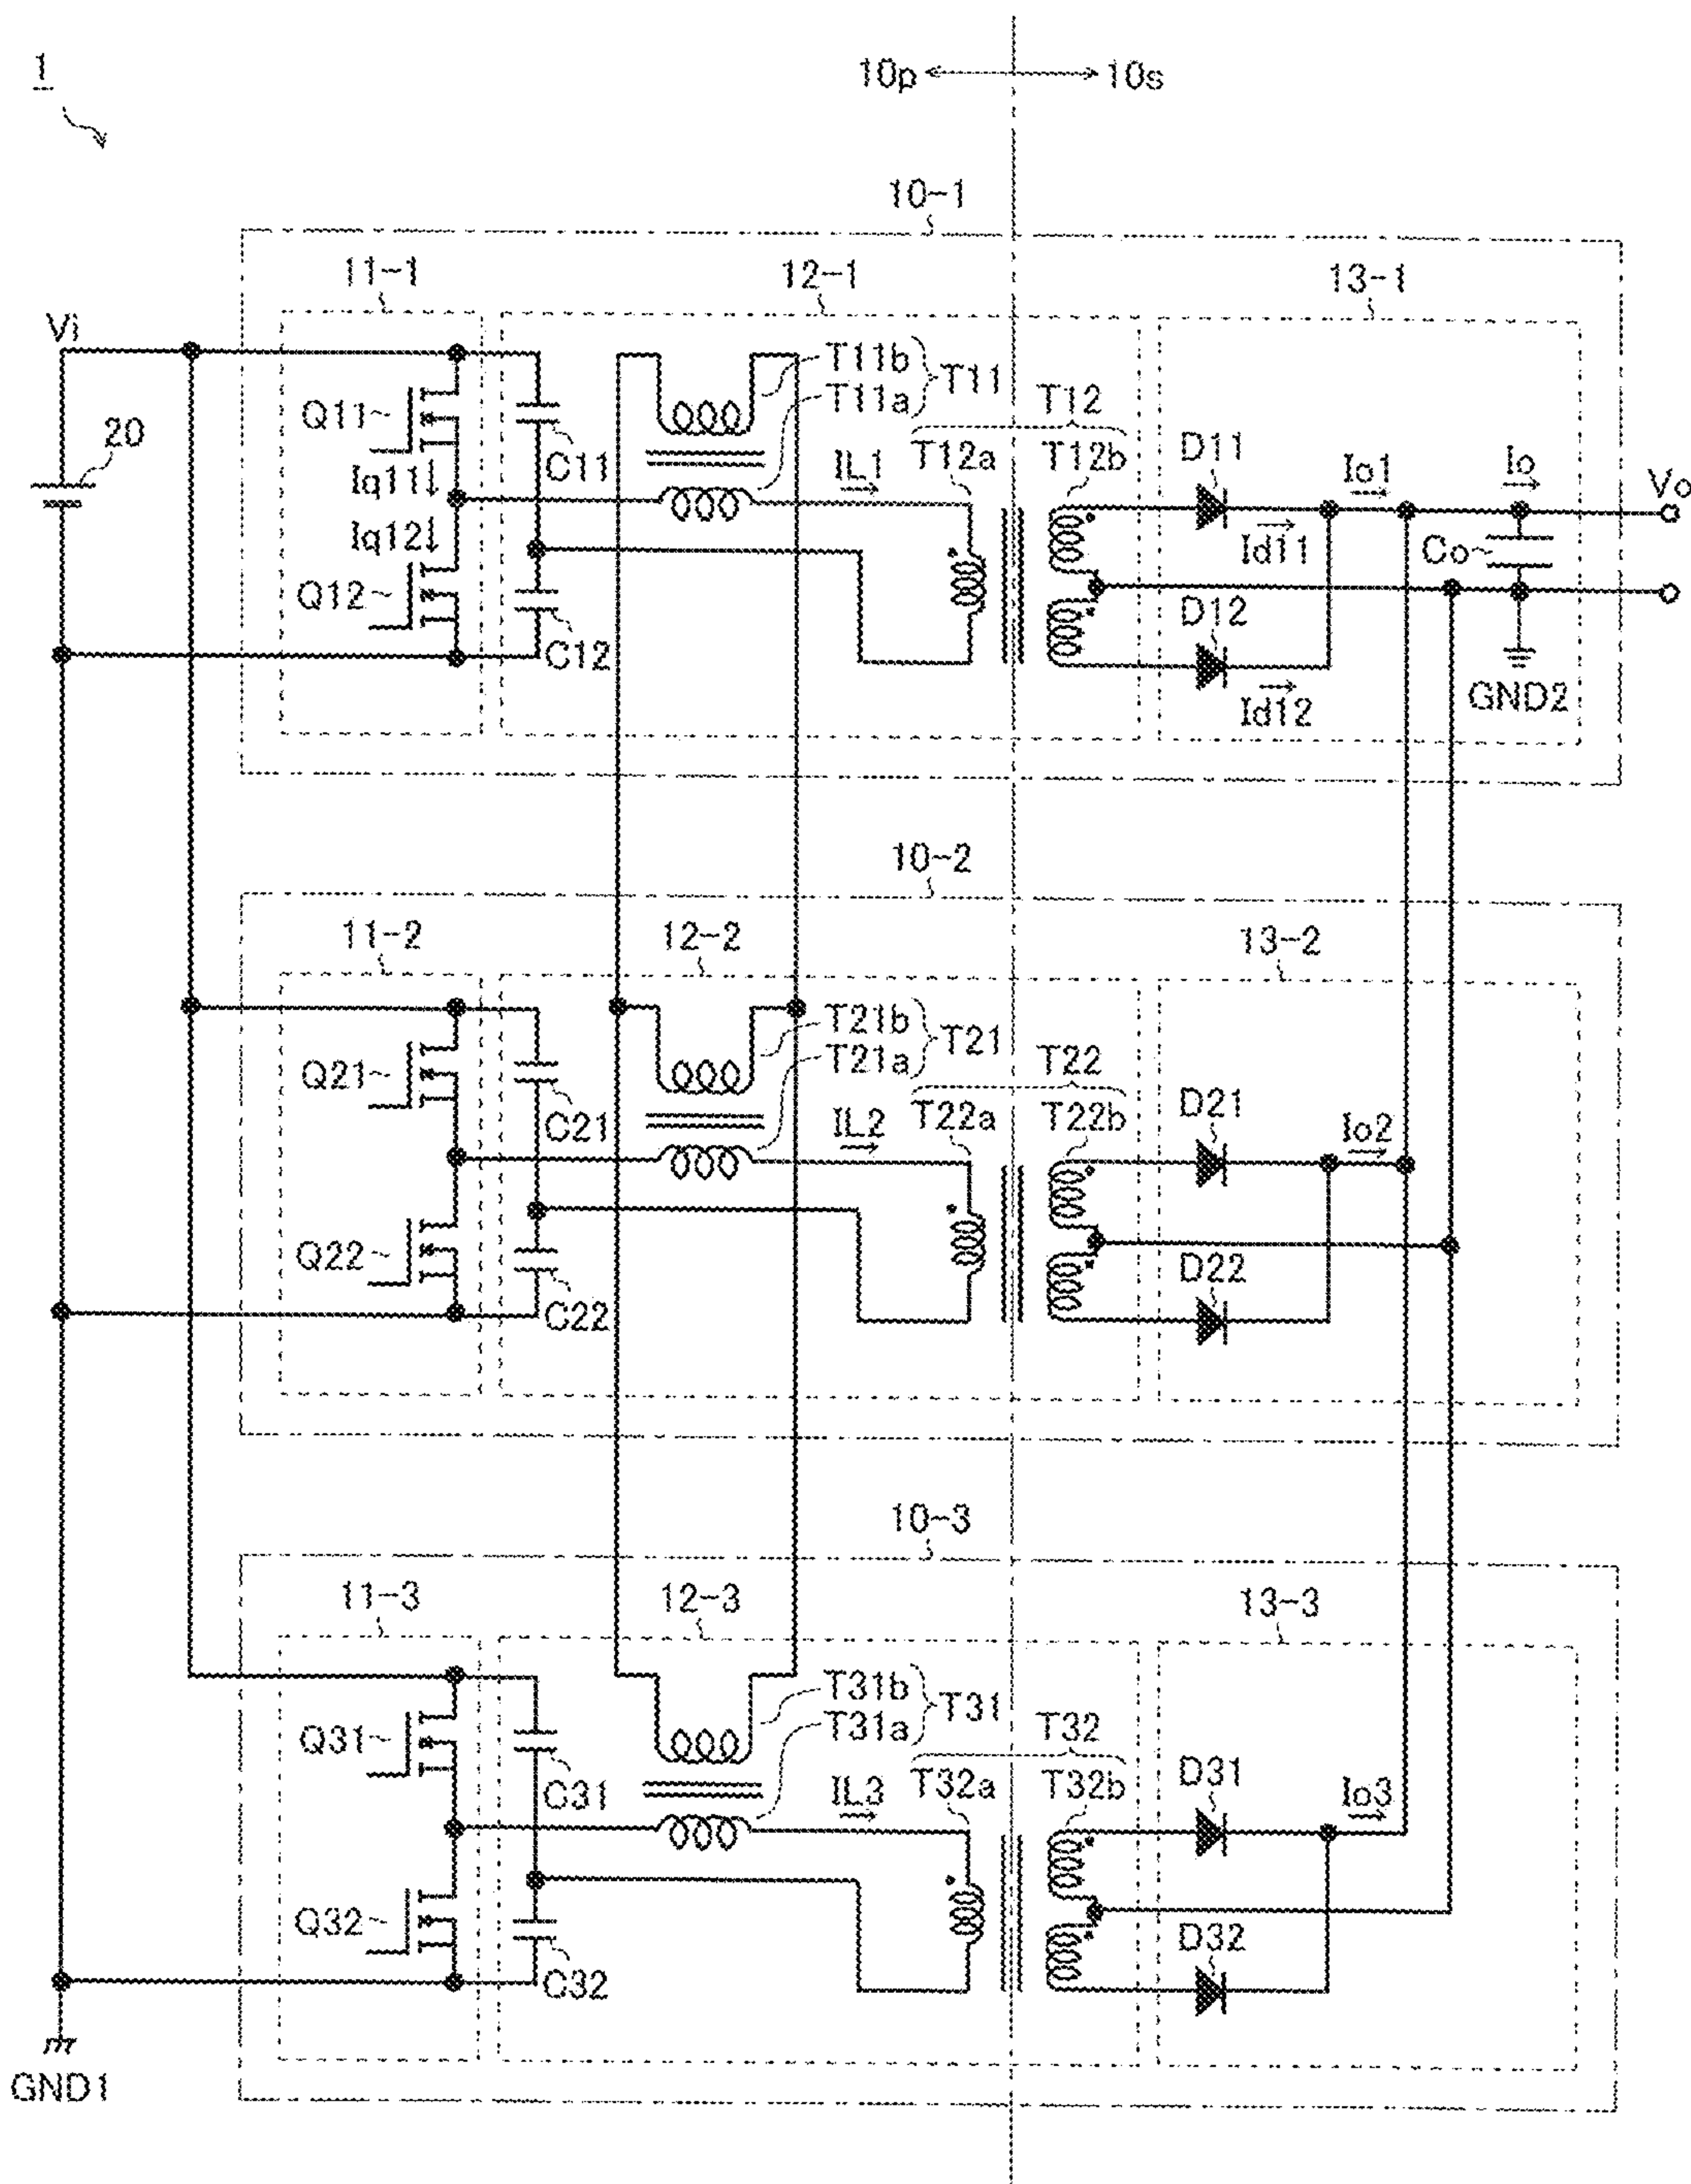 1
10p 10s
10-1
11-1 12-1 13-1
Vi
T11b
T11a
T11
Q11
20
C11
Iq11
IL1
T12
T12a T12b
D11
Io1
Io
Vo
Iq12
Id11
Co
Q12
C12
D12
Id12
GND2
10-2
11-2 12-2 13-2
T21b
T21a
T21
Q21
C21
IL2
T22
T22a T22b
D21
Io2
Q22
C22
D22
10-3
11-3 12-3 13-3
T31b
T31a
T31
Q31
C31
IL3
T32
T32a T32b
D31
Io3
Q32
C32
D32
GND1